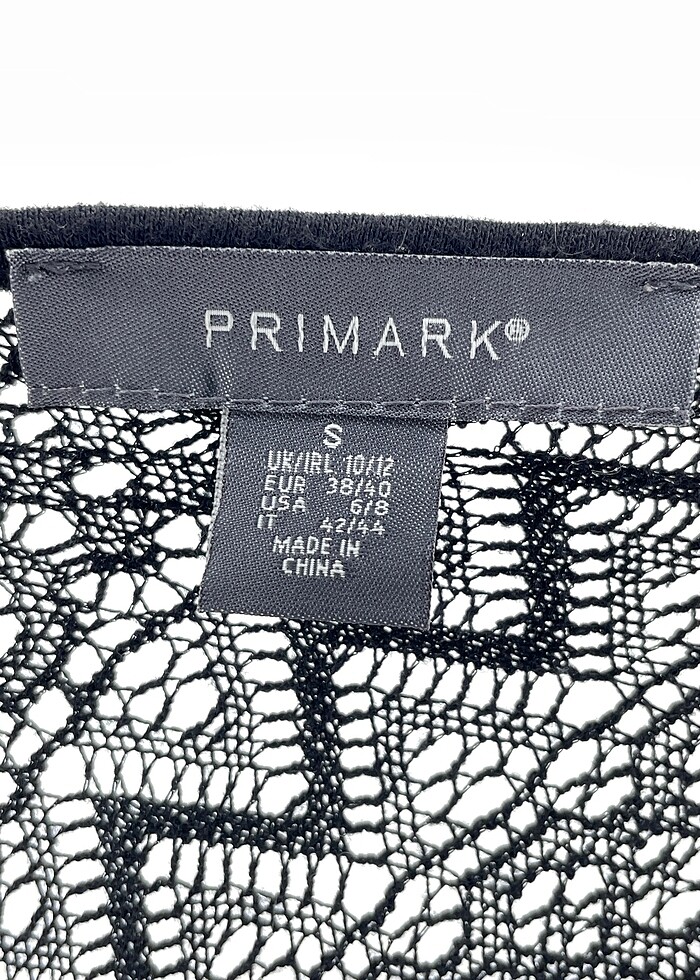 PRIMARK®
S
UK/IRL 10/12
EUR 38/40
USA 6/8
IT 42/44
MADE IN
CHINA